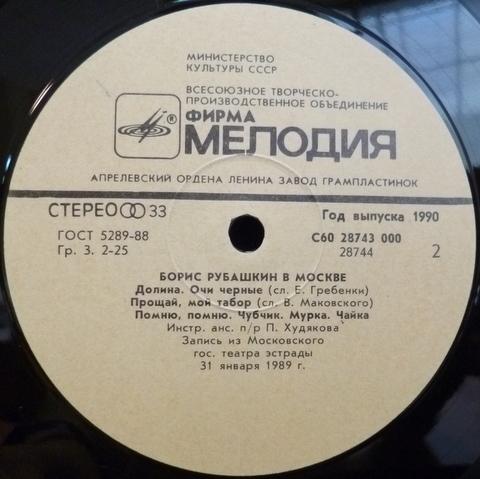 МИНИСТЕРСТВО
КУЛЬТУРЫ СССР
ВСЕСОЮЗНОЕ ТВОРЧЕСКО-
ПРОИЗВОДСТВЕННОЕ ОБЪЕДИНЕНИЕ
®
ФИРМА
МЕЛОДИЯ
АПРЕЛЕВСКИЙ ОРДЕНА ЛЕНИНА ЗАВОД ГРАМПЛАСТИНОК
СТЕРЕО 33
Год выпуска 1990
ГОСТ 5289-88
С60 28743 000
Гр. 3. 2-25
28744
2
БОРИС РУБАШКИН В МОСКВЕ
Долина. Очи черные (сл. Е. Гребенки)
Прощай, мой табор (сл. В. Маковского)
Помню, помню. Чубчик. Мурка. Чайка
Инстр. анс. п/р П. Худякова
Запись из Московского
гос. театра эстрады
31 января 1989 г.